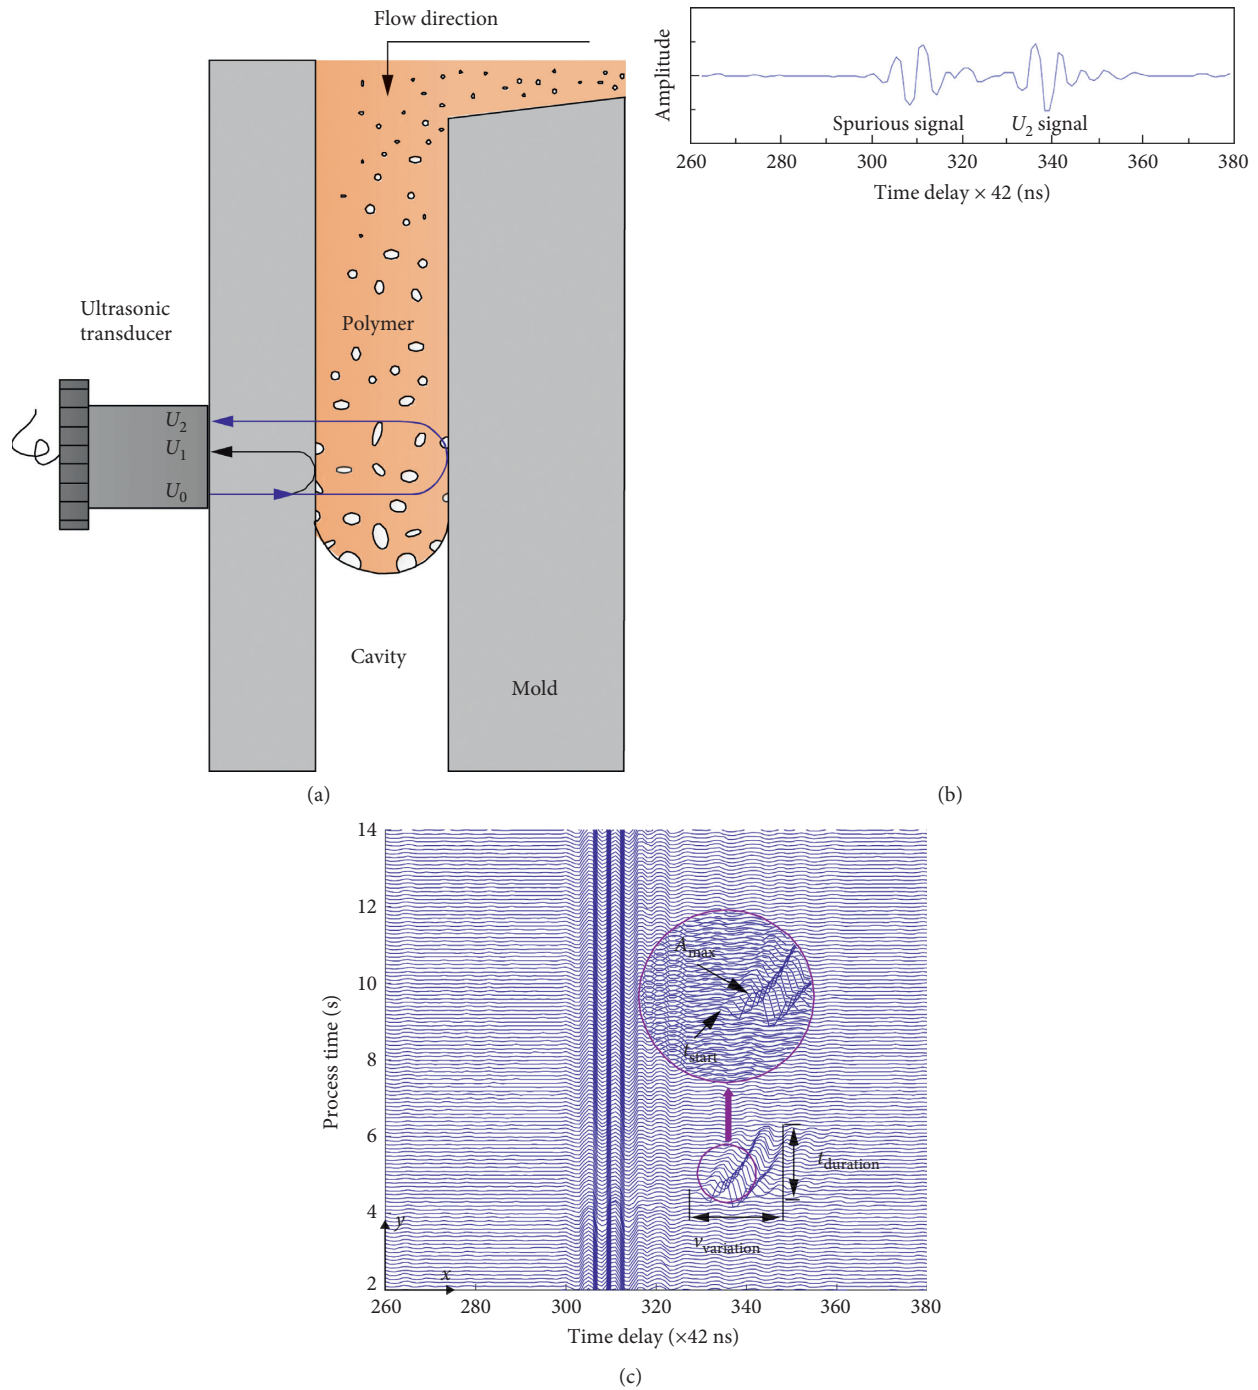 Flow direction
Ultrasonic
transducer
Polymer
U2
U1
U0
Cavity
Mold
(a)
Amplitude
Spurious signal
U2 signal
260 280 300 320 340 360 380
Time delay × 42 (ns)
(b)
Process time (s)
14
12
10
8
6
4
2
Amax
tstart
tduration
vvariation
y
x
260 280 300 320 340 360 380
Time delay (×42 ns)
(c)